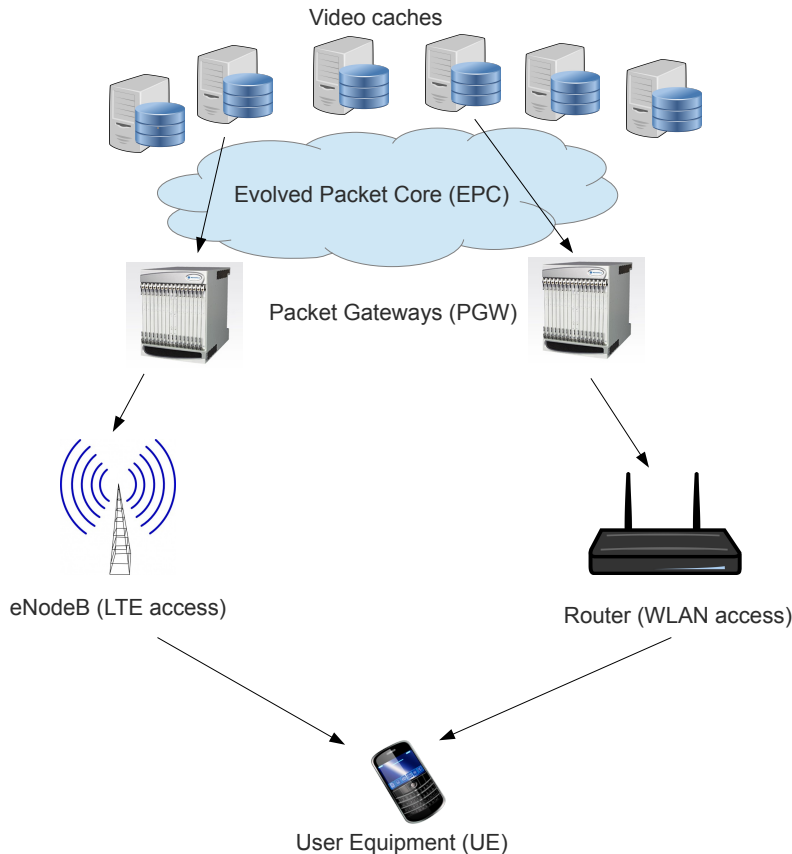 Video caches
Evolved Packet Core (EPC)
Packet Gateways (PGW)
eNodeB (LTE access)
Router (WLAN access)
User Equipment (UE)